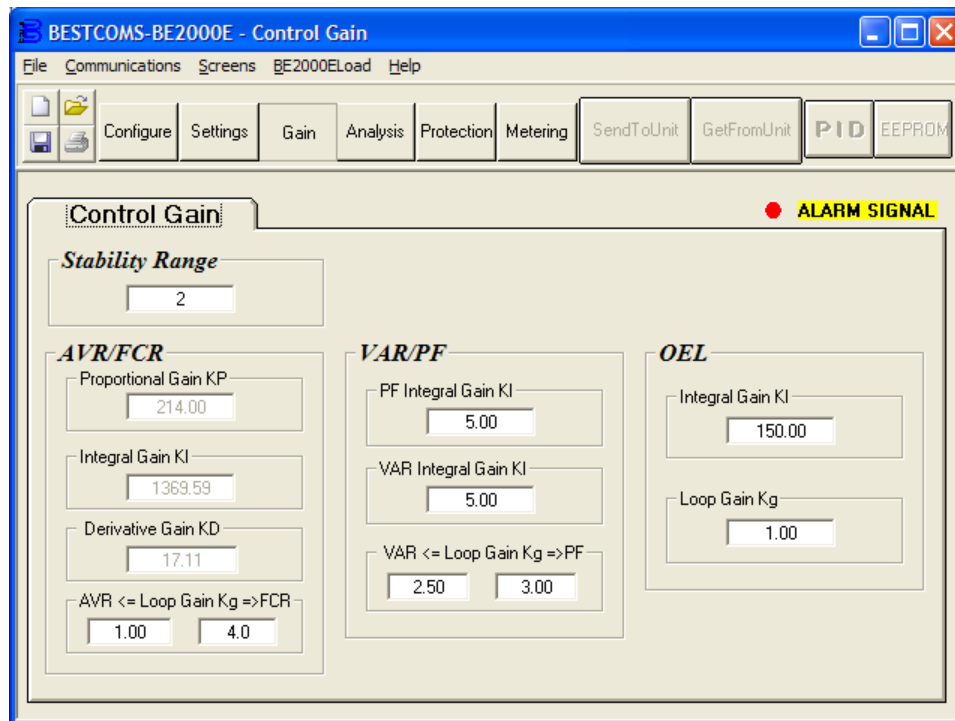 BESTCOMS-BE2000E - Control Gain
File Communications Screens BE2000ELoad Help
Configure Settings Gain Analysis Protection Metering SendToUnit GetFromUnit PID EEPROM
Control Gain
ALARM SIGNAL
Stability Range
2
AVR/FCR
Proportional Gain KP
214.00
Integral Gain KI
1369.59
Derivative Gain KD
17.11
AVR <= Loop Gain Kg =>FCR
1.00 4.0
VAR/PF
PF Integral Gain KI
5.00
VAR Integral Gain KI
5.00
VAR <= Loop Gain Kg =>PF
2.50 3.00
OEL
Integral Gain KI
150.00
Loop Gain Kg
1.00